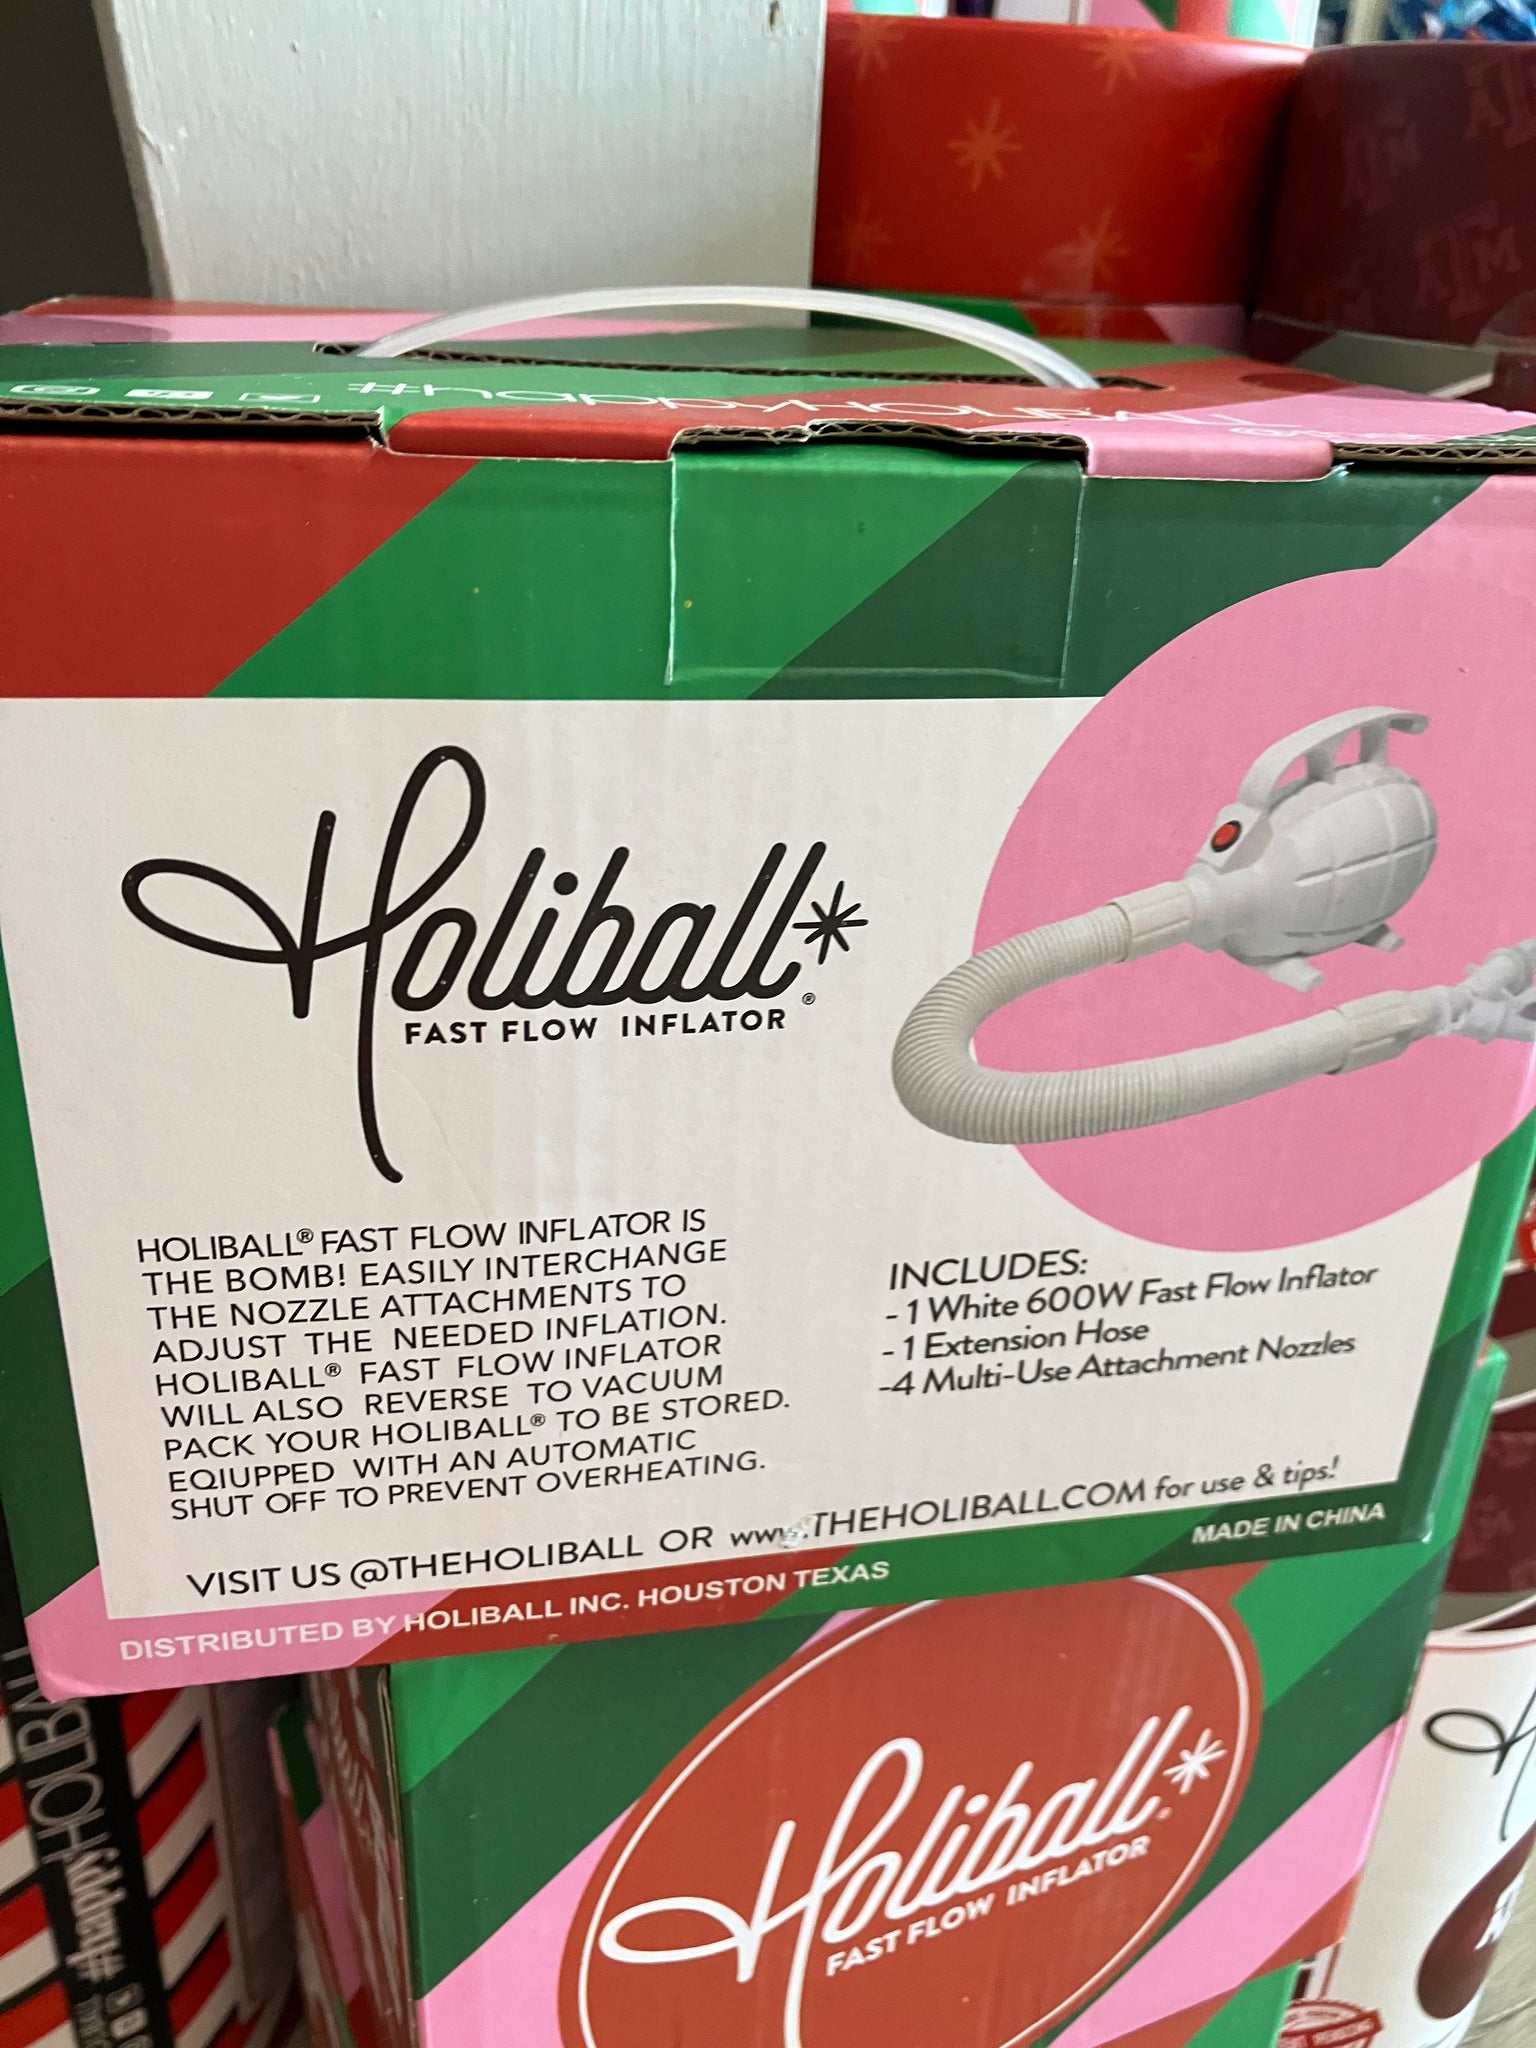 #happyHOLIBALL
Holiball*®
FAST FLOW INFLATOR
HOLIBALL® FAST FLOW INFLATOR IS
THE BOMB! EASILY INTERCHANGE
THE NOZZLE ATTACHMENTS TO
ADJUST THE NEEDED INFLATION.
HOLIBALL® FAST FLOW INFLATOR
WILL ALSO REVERSE TO VACUUM
PACK YOUR HOLIBALL® TO BE STORED.
EQIUPPED WITH AN AUTOMATIC
SHUT OFF TO PREVENT OVERHEATING.
INCLUDES:
- 1 White 600W Fast Flow Inflator
- 1 Extension Hose
-4 Multi-Use Attachment Nozzles
VISIT US @THEHOLIBALL OR www.THEHOLIBALL.COM for use & tips!
DISTRIBUTED BY HOLIBALL INC. HOUSTON TEXAS
MADE IN CHINA
Holiball*®
FAST FLOW INFLATOR
#happyHOLIBALL
ATM
ATM
ATM